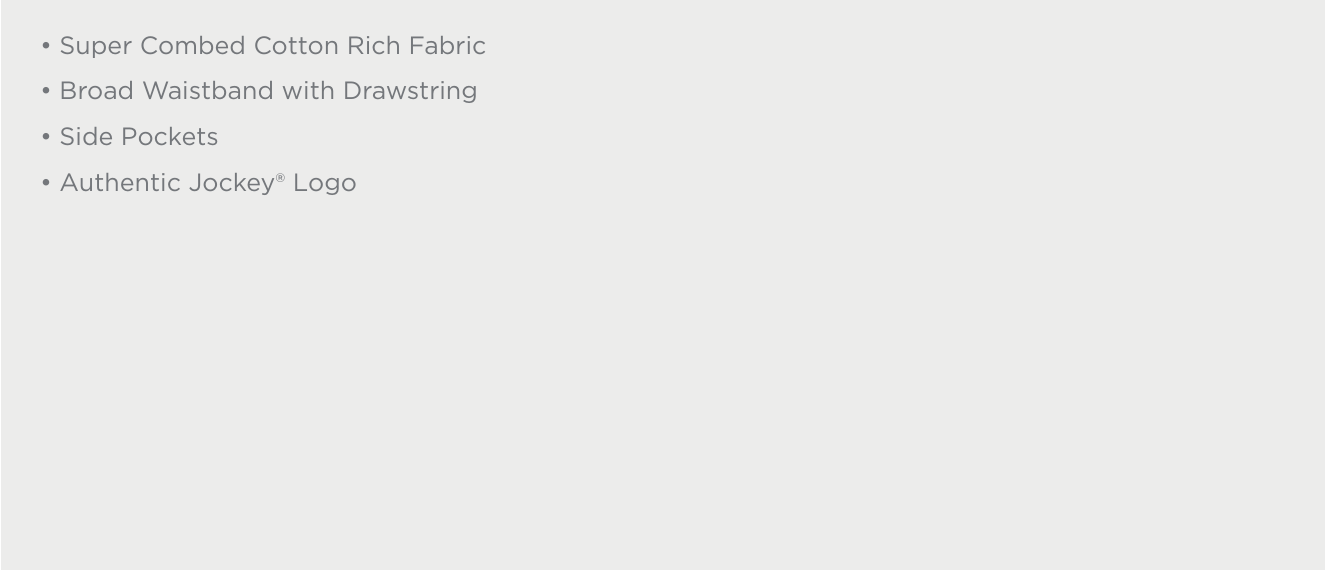 • Super Combed Cotton Rich Fabric
• Broad Waistband with Drawstring
• Side Pockets
• Authentic Jockey® Logo